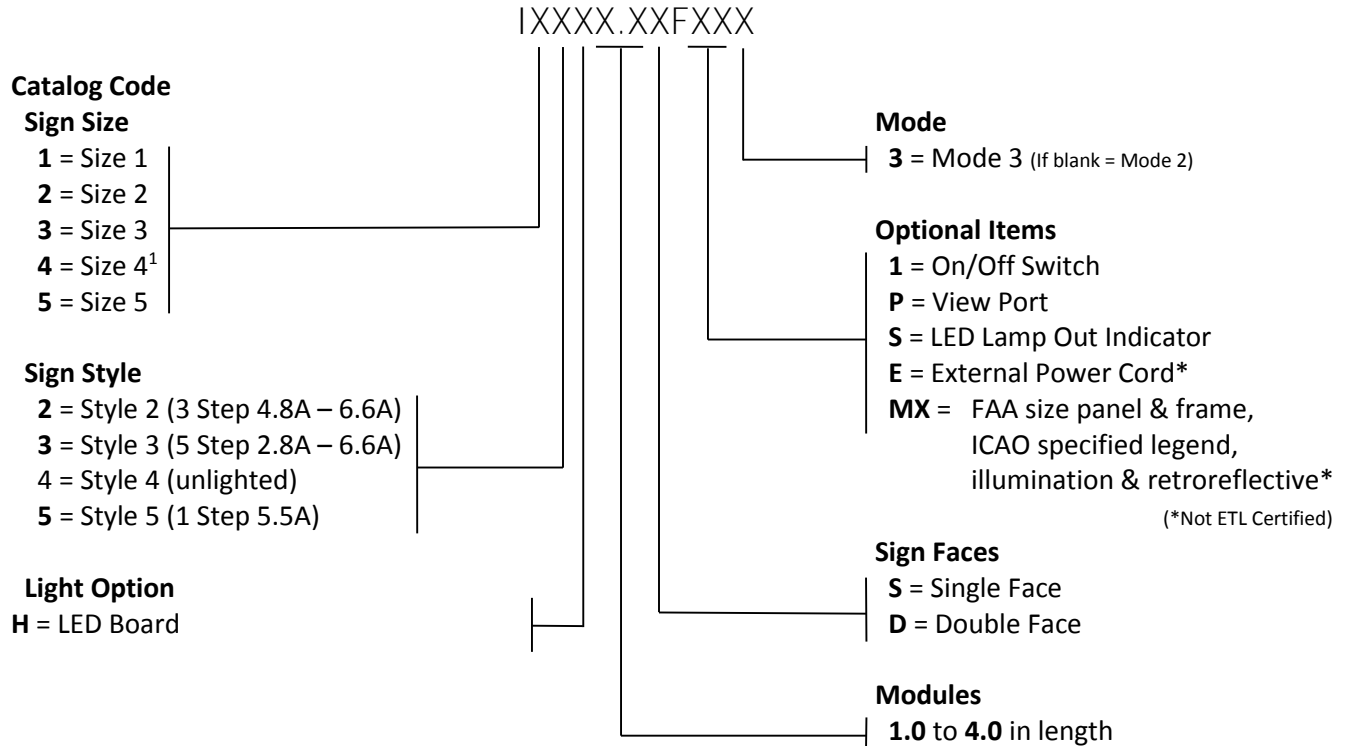 IXXXX.XXFXXX
Catalog Code
Sign Size
1 = Size 1
2 = Size 2
3 = Size 3
4 = Size 4¹
5 = Size 5
Sign Style
2 = Style 2 (3 Step 4.8A – 6.6A)
3 = Style 3 (5 Step 2.8A – 6.6A)
4 = Style 4 (unlighted)
5 = Style 5 (1 Step 5.5A)
Light Option
H = LED Board
Mode
3 = Mode 3 (If blank = Mode 2)
Optional Items
1 = On/Off Switch
P = View Port
S = LED Lamp Out Indicator
E = External Power Cord*
MX = FAA size panel & frame,
ICAO specified legend,
illumination & retroreflective*
(*Not ETL Certified)
Sign Faces
S = Single Face
D = Double Face
Modules
1.0 to 4.0 in length